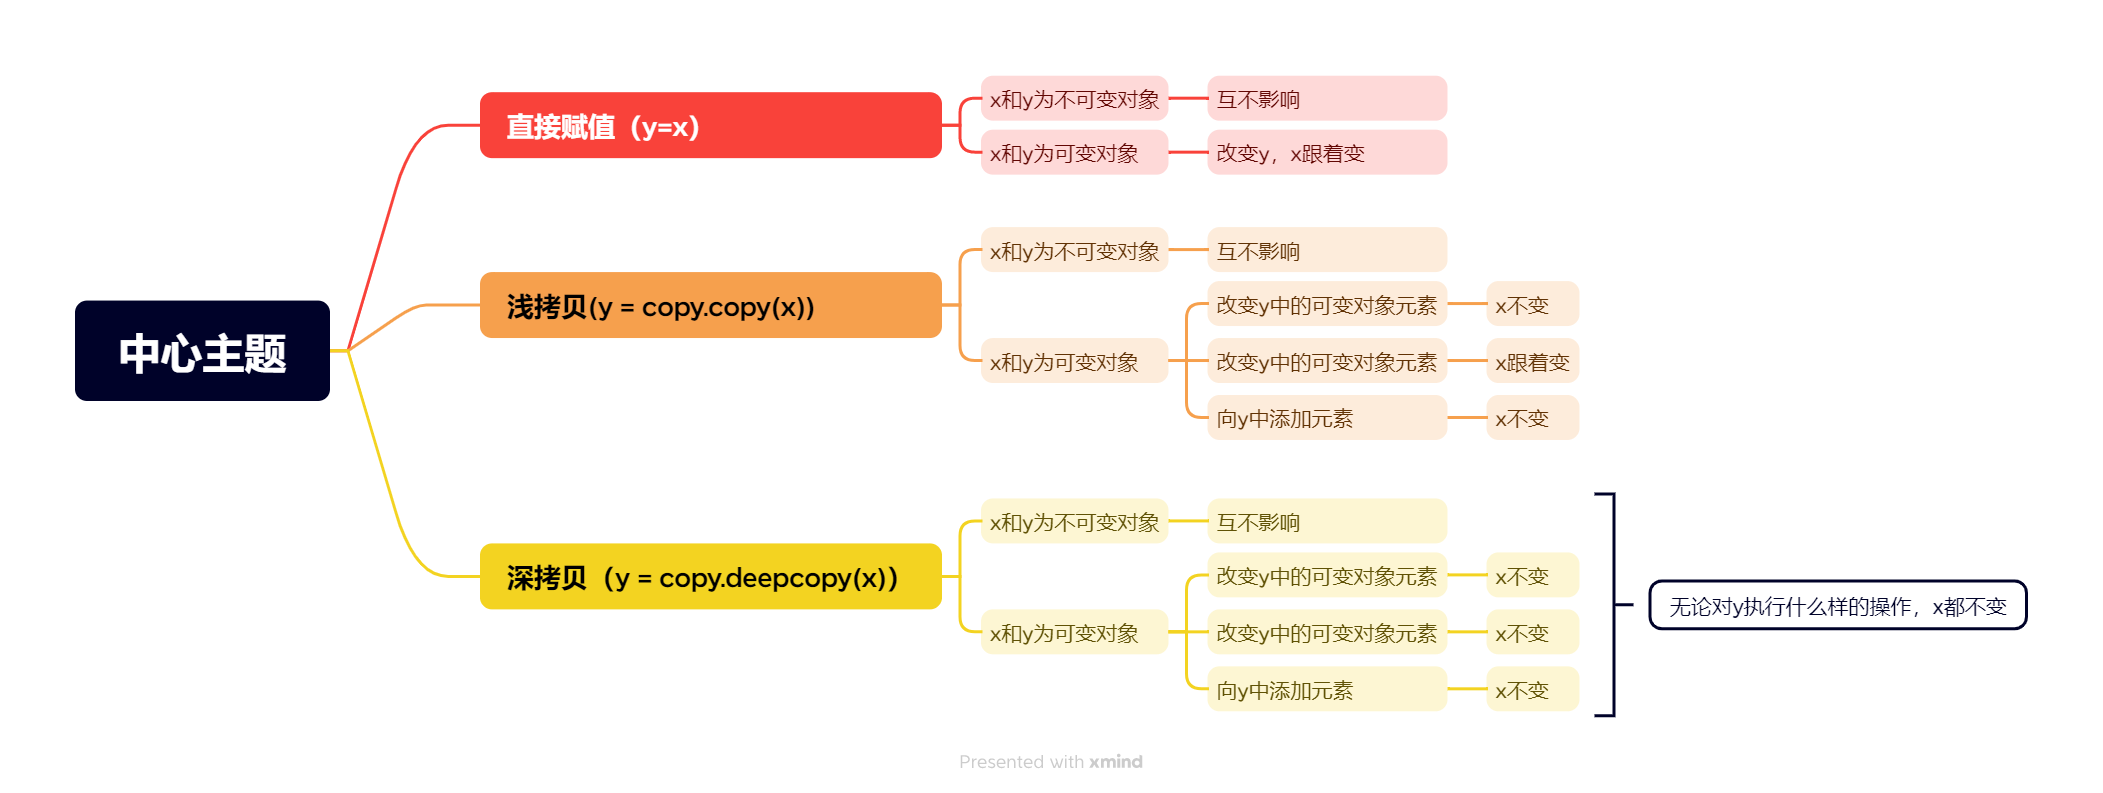 中心主题
直接赋值（y=x）
x和y为不可变对象
互不影响
x和y为可变对象
改变y，x跟着变
浅拷贝(y = copy.copy(x))
x和y为不可变对象
互不影响
x和y为可变对象
改变y中的可变对象元素
x不变
改变y中的可变对象元素
x跟着变
向y中添加元素
x不变
深拷贝（y = copy.deepcopy(x)）
x和y为不可变对象
互不影响
x和y为可变对象
改变y中的可变对象元素
x不变
改变y中的可变对象元素
x不变
向y中添加元素
x不变
无论对y执行什么样的操作，x都不变
Presented with xmind